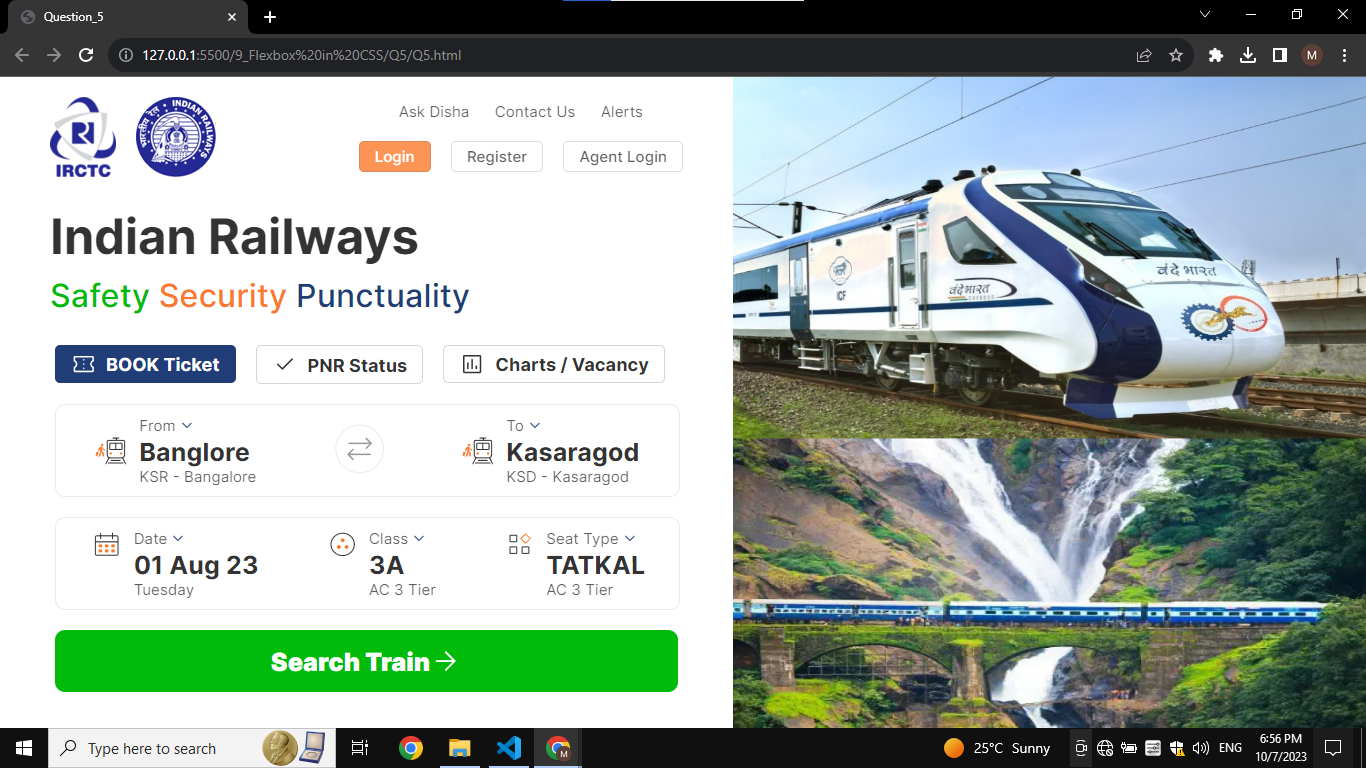 Question_5
127.0.0.1:5500/9_Flexbox%20in%20CSS/Q5/Q5.html
M
IRCTC
भारतीय रेल INDIAN RAILWAYS
Ask Disha Contact Us Alerts
Login Register Agent Login
Indian Railways
Safety Security Punctuality
BOOK Ticket PNR Status Charts / Vacancy
From To
Banglore Kasaragod
KSR - Bangalore KSD - Kasaragod
Date Class Seat Type
01 Aug 23 3A TATKAL
Tuesday AC 3 Tier AC 3 Tier
Search Train
ICF
वंदे भारत
EXPRESS
वंदे भारत
Type here to search
25°C Sunny
ENG
6:56 PM
10/7/2023